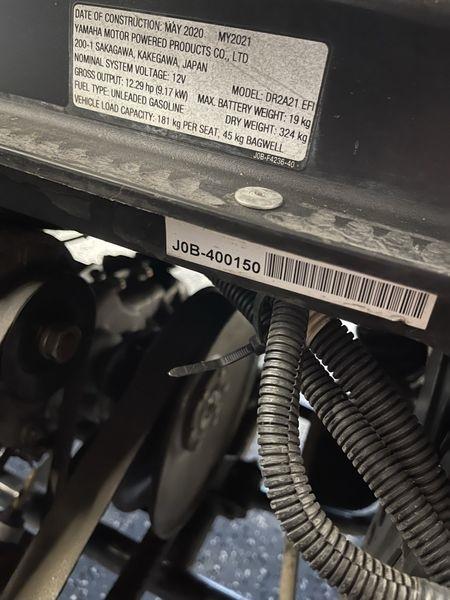 DATE OF CONSTRUCTION: MAY 2020 MY2021
YAMAHA MOTOR POWERED PRODUCTS CO., LTD
200-1 SAKAGAWA, KAKEGAWA, JAPAN
NOMINAL SYSTEM VOLTAGE: 12V MODEL: DR2A21 EFI
GROSS OUTPUT: 12.29 hp (9.17 kW) MAX. BATTERY WEIGHT: 19 kg
FUEL TYPE: UNLEADED GASOLINE DRY WEIGHT: 324 kg
VEHICLE LOAD CAPACITY: 181 kg PER SEAT, 45 kg BAGWELL
J0B-F4236-40
J0B-400150